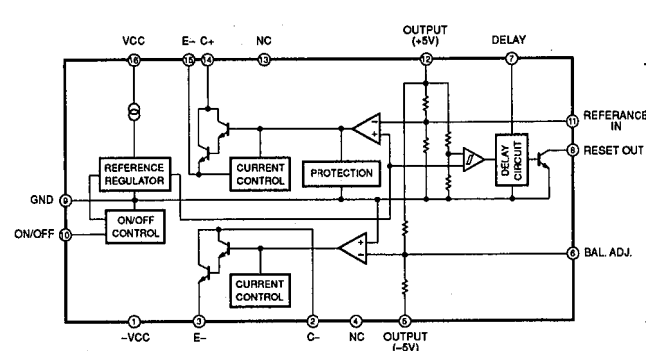 VCC E– C+ NC OUTPUT (+5V) DELAY
16 15 14 13 12 7
11 REFERANCE IN
8 RESET OUT
REFERENCE REGULATOR
CURRENT CONTROL
PROTECTION
DELAY CIRCUIT
GND 9
ON/OFF 10
ON/OFF CONTROL
6 BAL. ADJ.
CURRENT CONTROL
1 3 2 4 5
–VCC E– C– NC OUTPUT (–5V)